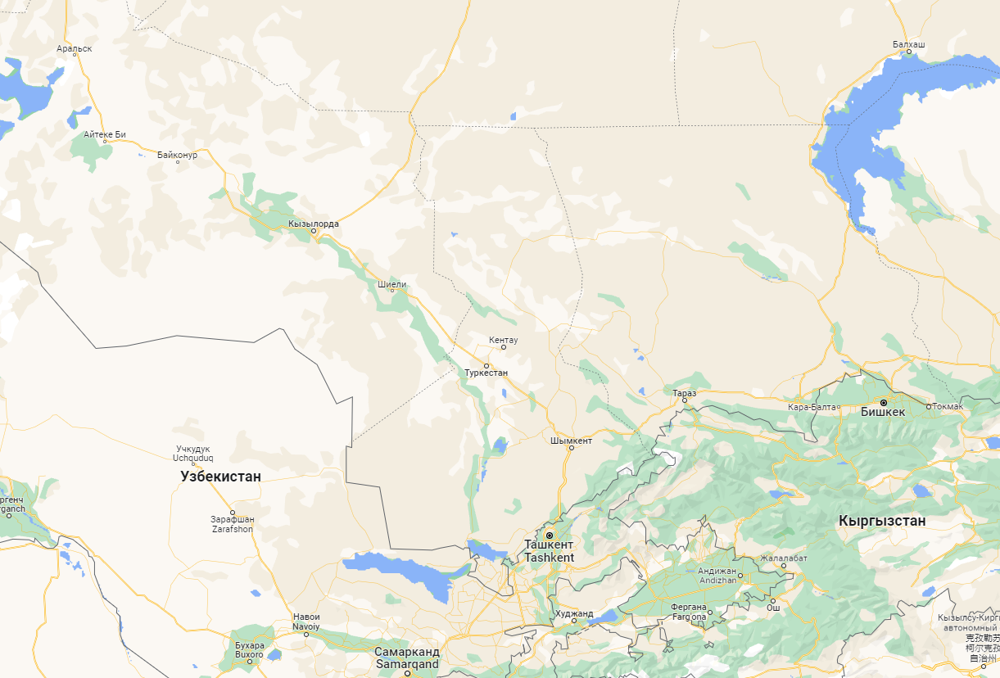 Балхаш
Аральск
Айтеке Би
Байконур
Кызылорда
Шиели
Кентау
Туркестан
Тараз
Кара-Балта
Бишкек
Токмак
Шымкент
Учкудук
Uchquduq
Узбекистан
ргенч
rganch
Зарафшан
Zarafshon
Кыргызстан
Ташкент
Tashkent
Жалалабат
Андижан
Andizhan
Фергана
Farg'ona
Ош
Худжанд
Навои
Navoiy
Бухара
Buxoro
Самарканд
Samarqand
Кызылсу-Кирг
автономный
克孜勒苏
柯尔克孜
自治州